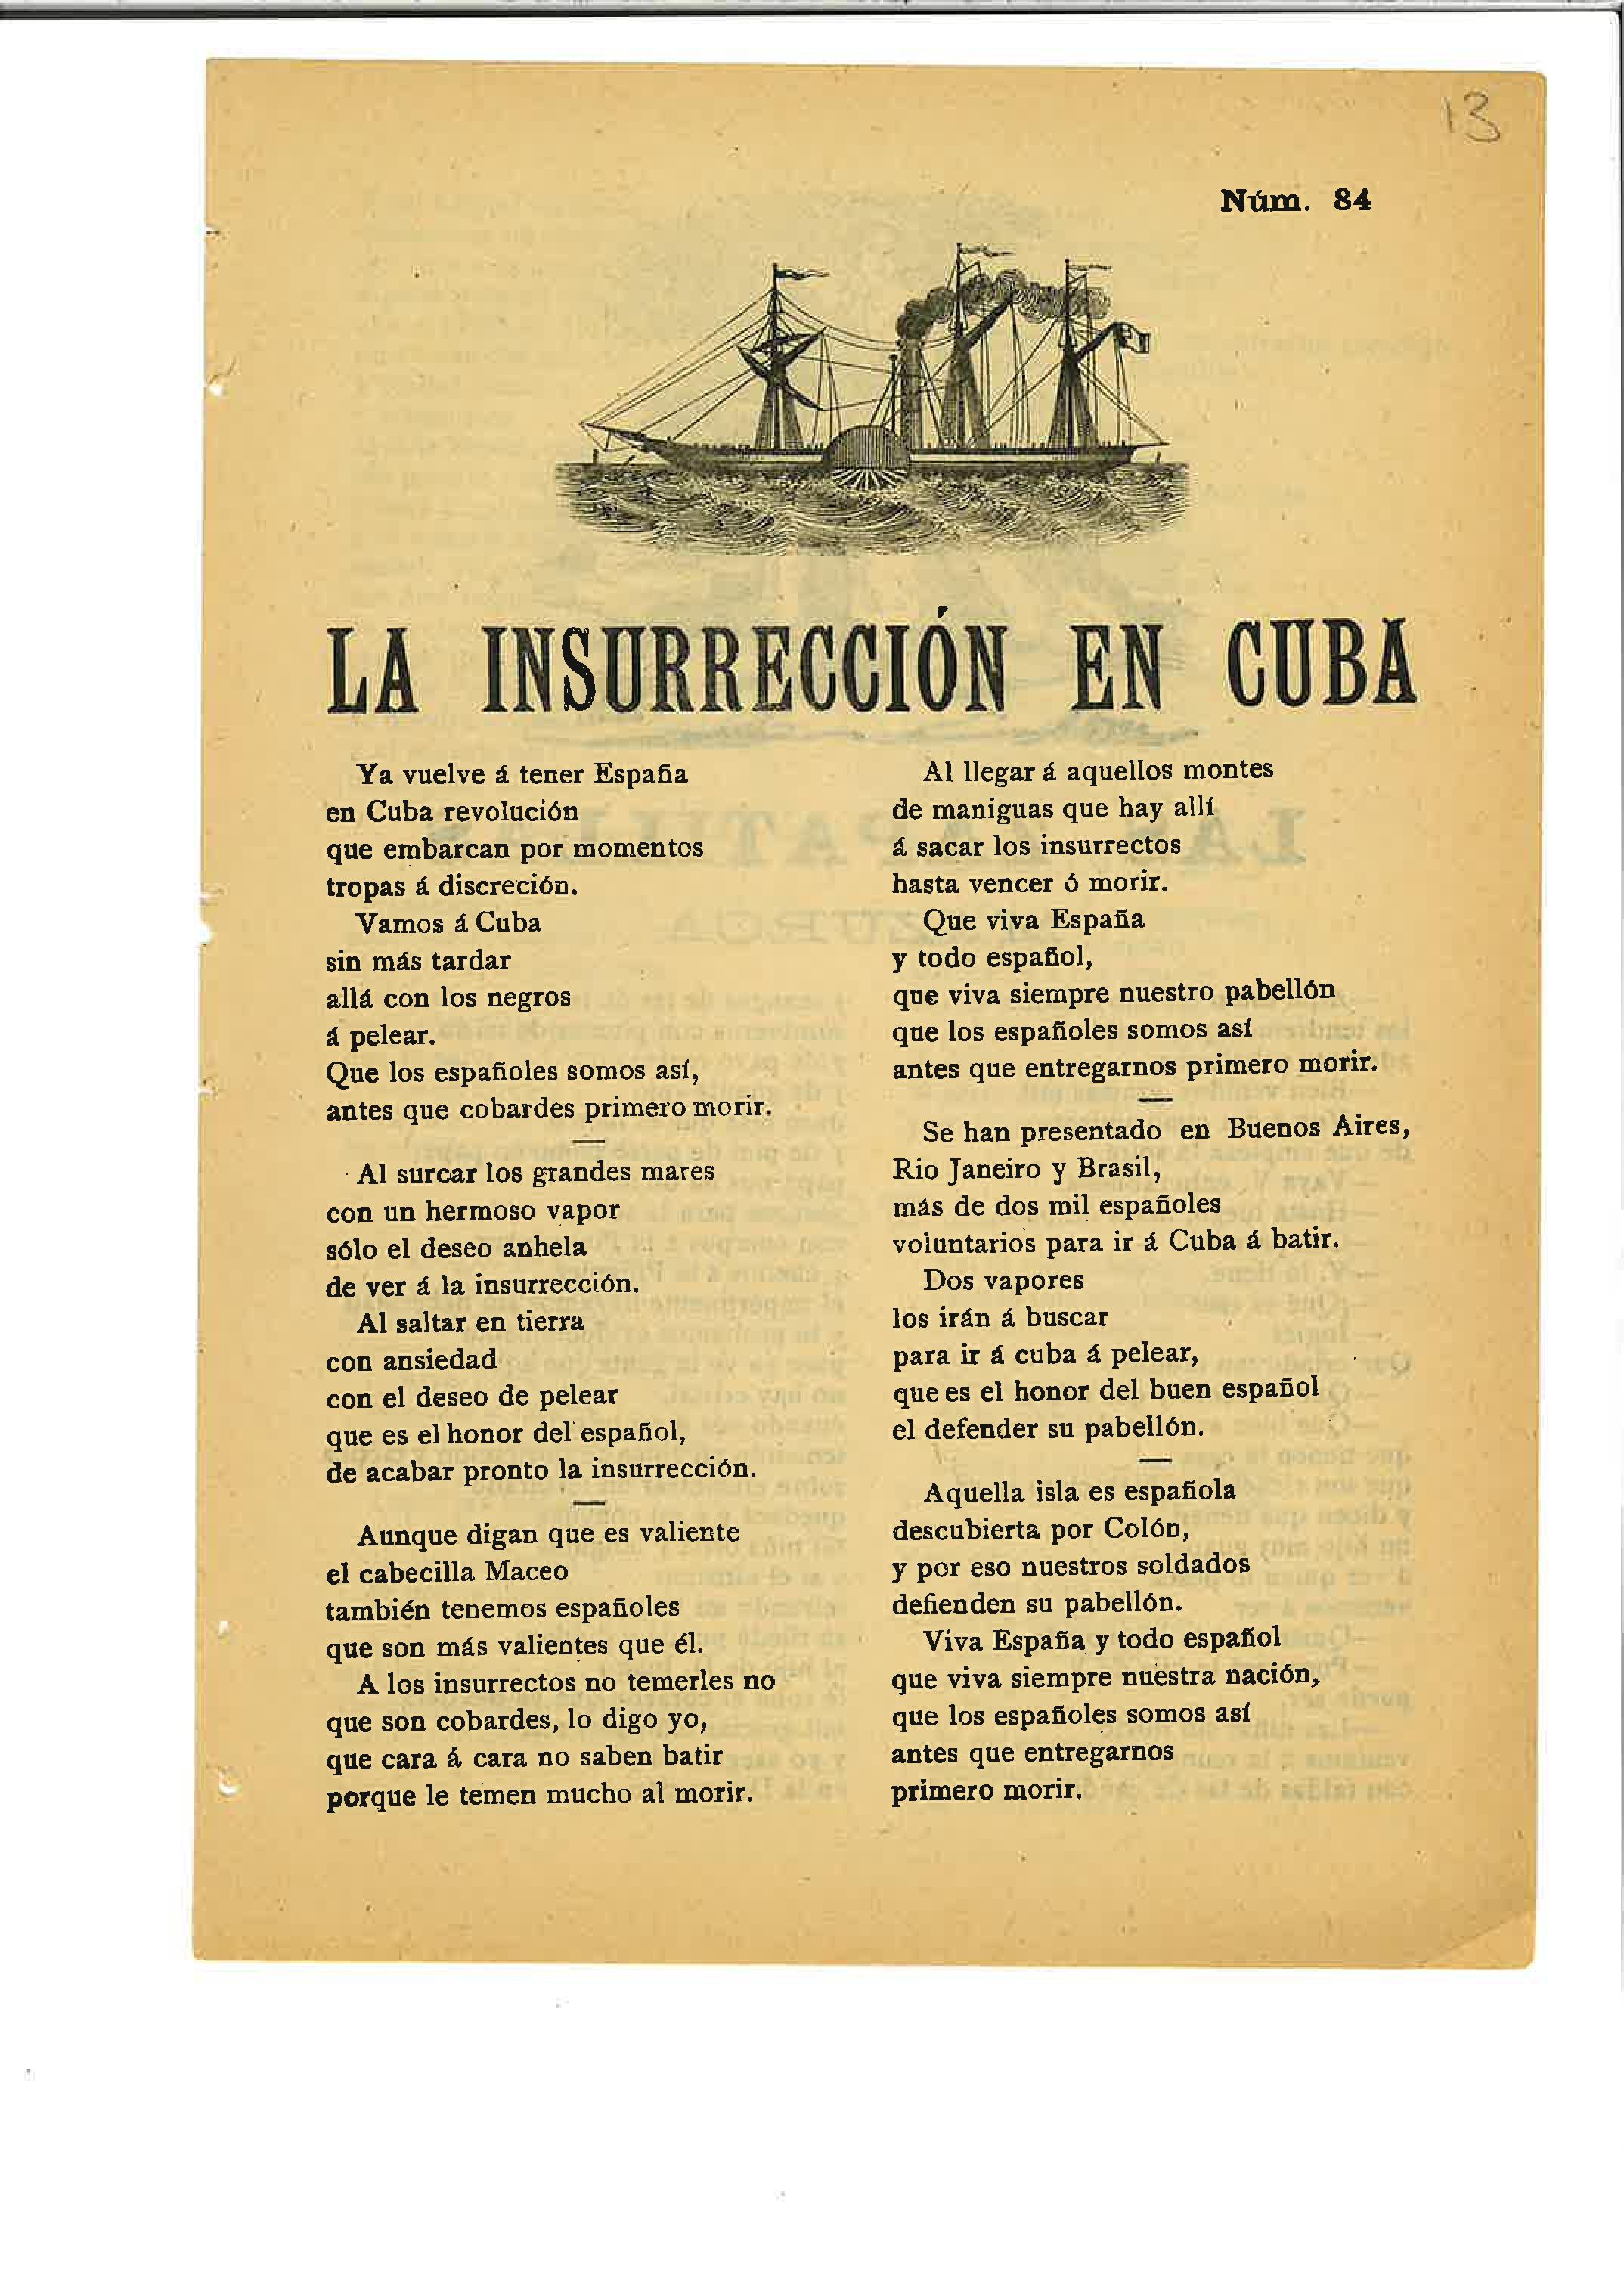 13
Núm. 84
LA INSURRECCIÓN EN CUBA
Ya vuelve á tener España
en Cuba revolución
que embarcan por momentos
tropas á discreción.
Vamos á Cuba
sin más tardar
allá con los negros
á pelear.
Que los españoles somos así,
antes que cobardes primero morir.
Al surcar los grandes mares
con un hermoso vapor
sólo el deseo anhela
de ver á la insurrección.
Al saltar en tierra
con ansiedad
con el deseo de pelear
que es el honor del español,
de acabar pronto la insurrección.
Aunque digan que es valiente
el cabecilla Maceo
también tenemos españoles
que son más valientes que él.
A los insurrectos no temerles no
que son cobardes, lo digo yo,
que cara á cara no saben batir
porque le temen mucho al morir.
Al llegar á aquellos montes
de maniguas que hay allí
á sacar los insurrectos
hasta vencer ó morir.
Que viva España
y todo español,
que viva siempre nuestro pabellón
que los españoles somos así
antes que entregarnos primero morir.
Se han presentado en Buenos Aires,
Rio Janeiro y Brasil,
más de dos mil españoles
voluntarios para ir á Cuba á batir.
Dos vapores
los irán á buscar
para ir á cuba á pelear,
que es el honor del buen español
el defender su pabellón.
Aquella isla es española
descubierta por Colón,
y por eso nuestros soldados
defienden su pabellón.
Viva España y todo español
que viva siempre nuestra nación,
que los españoles somos así
antes que entregarnos
primero morir.